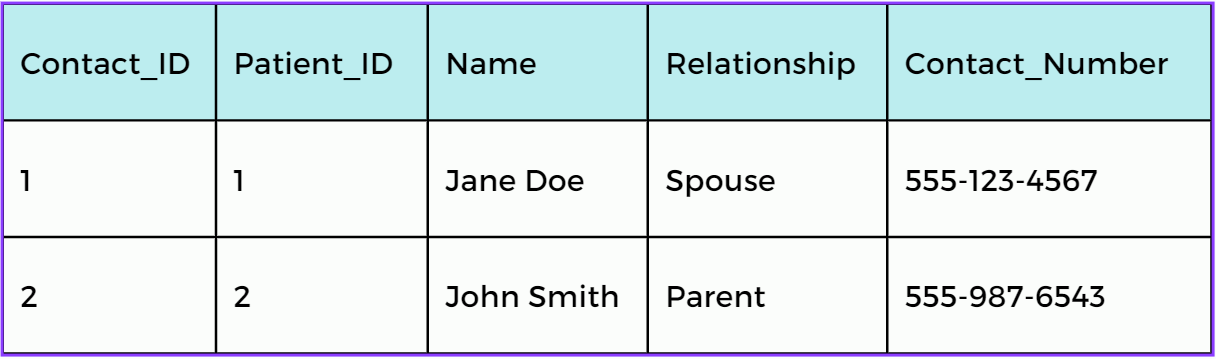 Contact_ID Patient_ID Name Relationship Contact_Number
1 1 Jane Doe Spouse 555-123-4567
2 2 John Smith Parent 555-987-6543